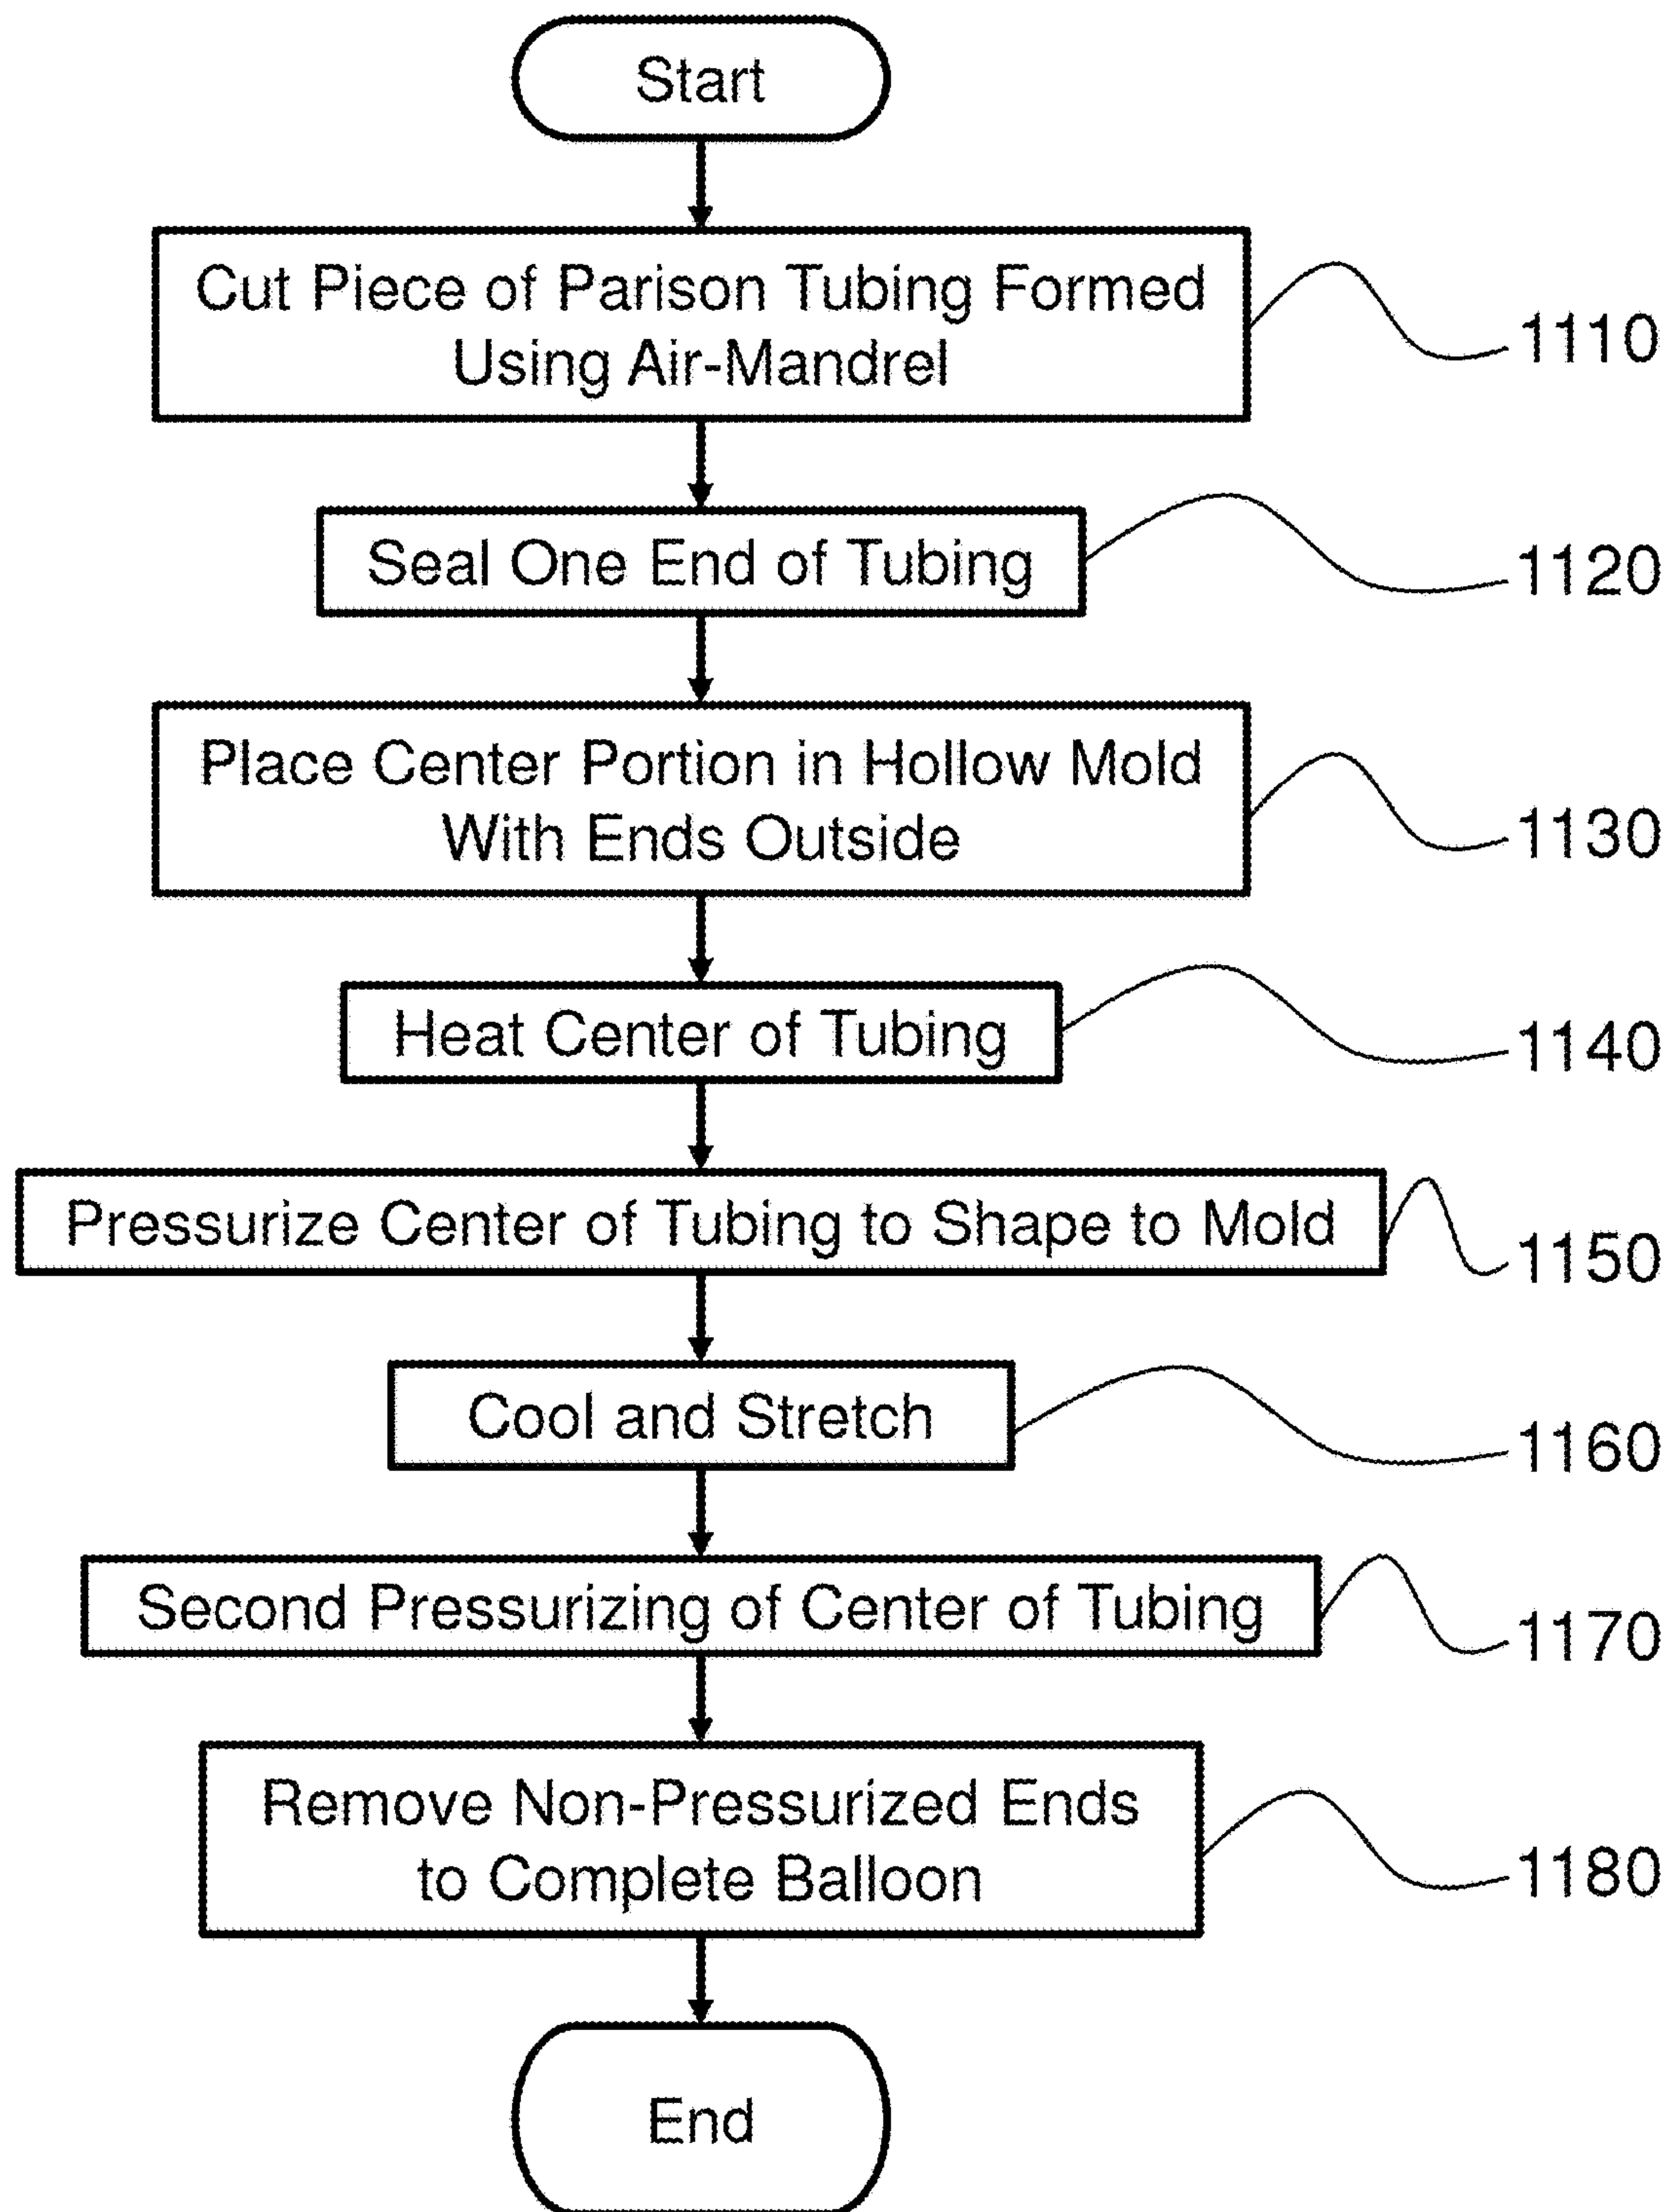 Start
Cut Piece of Parison Tubing Formed
Using Air-Mandrel
1110
Seal One End of Tubing
1120
Place Center Portion in Hollow Mold
With Ends Outside
1130
Heat Center of Tubing
1140
Pressurize Center of Tubing to Shape to Mold
1150
Cool and Stretch
1160
Second Pressurizing of Center of Tubing
1170
Remove Non-Pressurized Ends
to Complete Balloon
1180
End